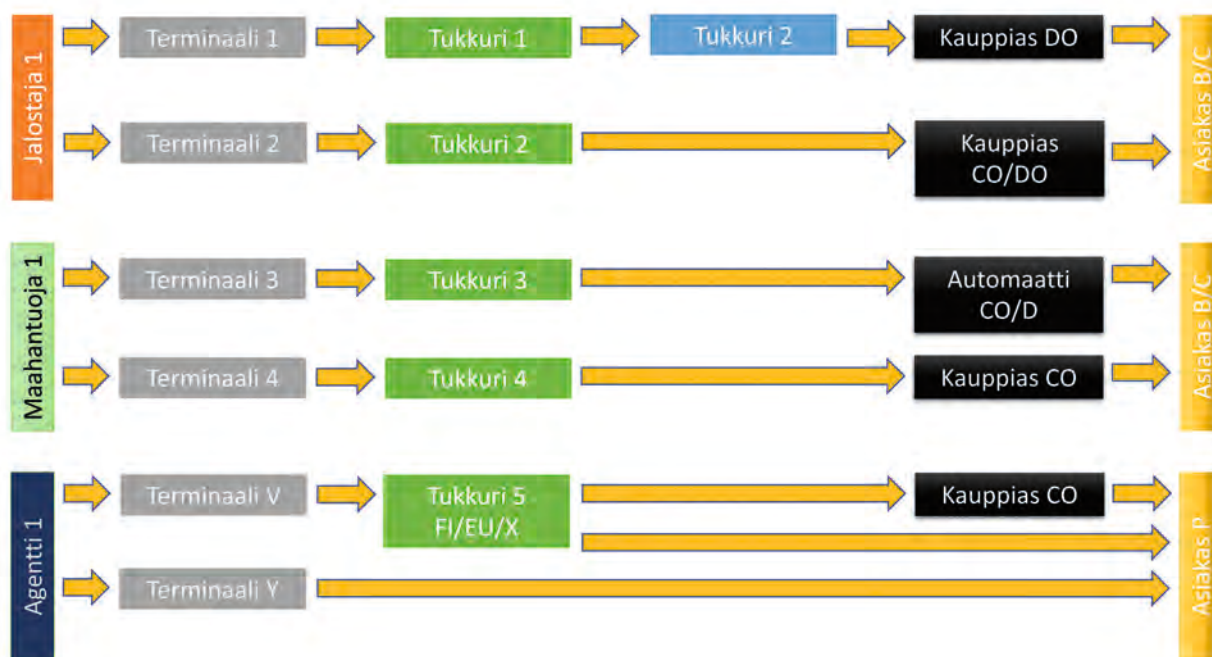 Jalostaja 1
Terminaali 1
Tukkuri 1
Tukkuri 2
Kauppias DO
Asiakas B/C
Terminaali 2
Tukkuri 2
Kauppias
CO/DO
Maahantuoja 1
Terminaali 3
Tukkuri 3
Automaatti
CO/D
Asiakas B/C
Terminaali 4
Tukkuri 4
Kauppias CO
Agentti 1
Terminaali V
Tukkuri 5
FI/EU/X
Kauppias CO
Asiakas P
Terminaali Y